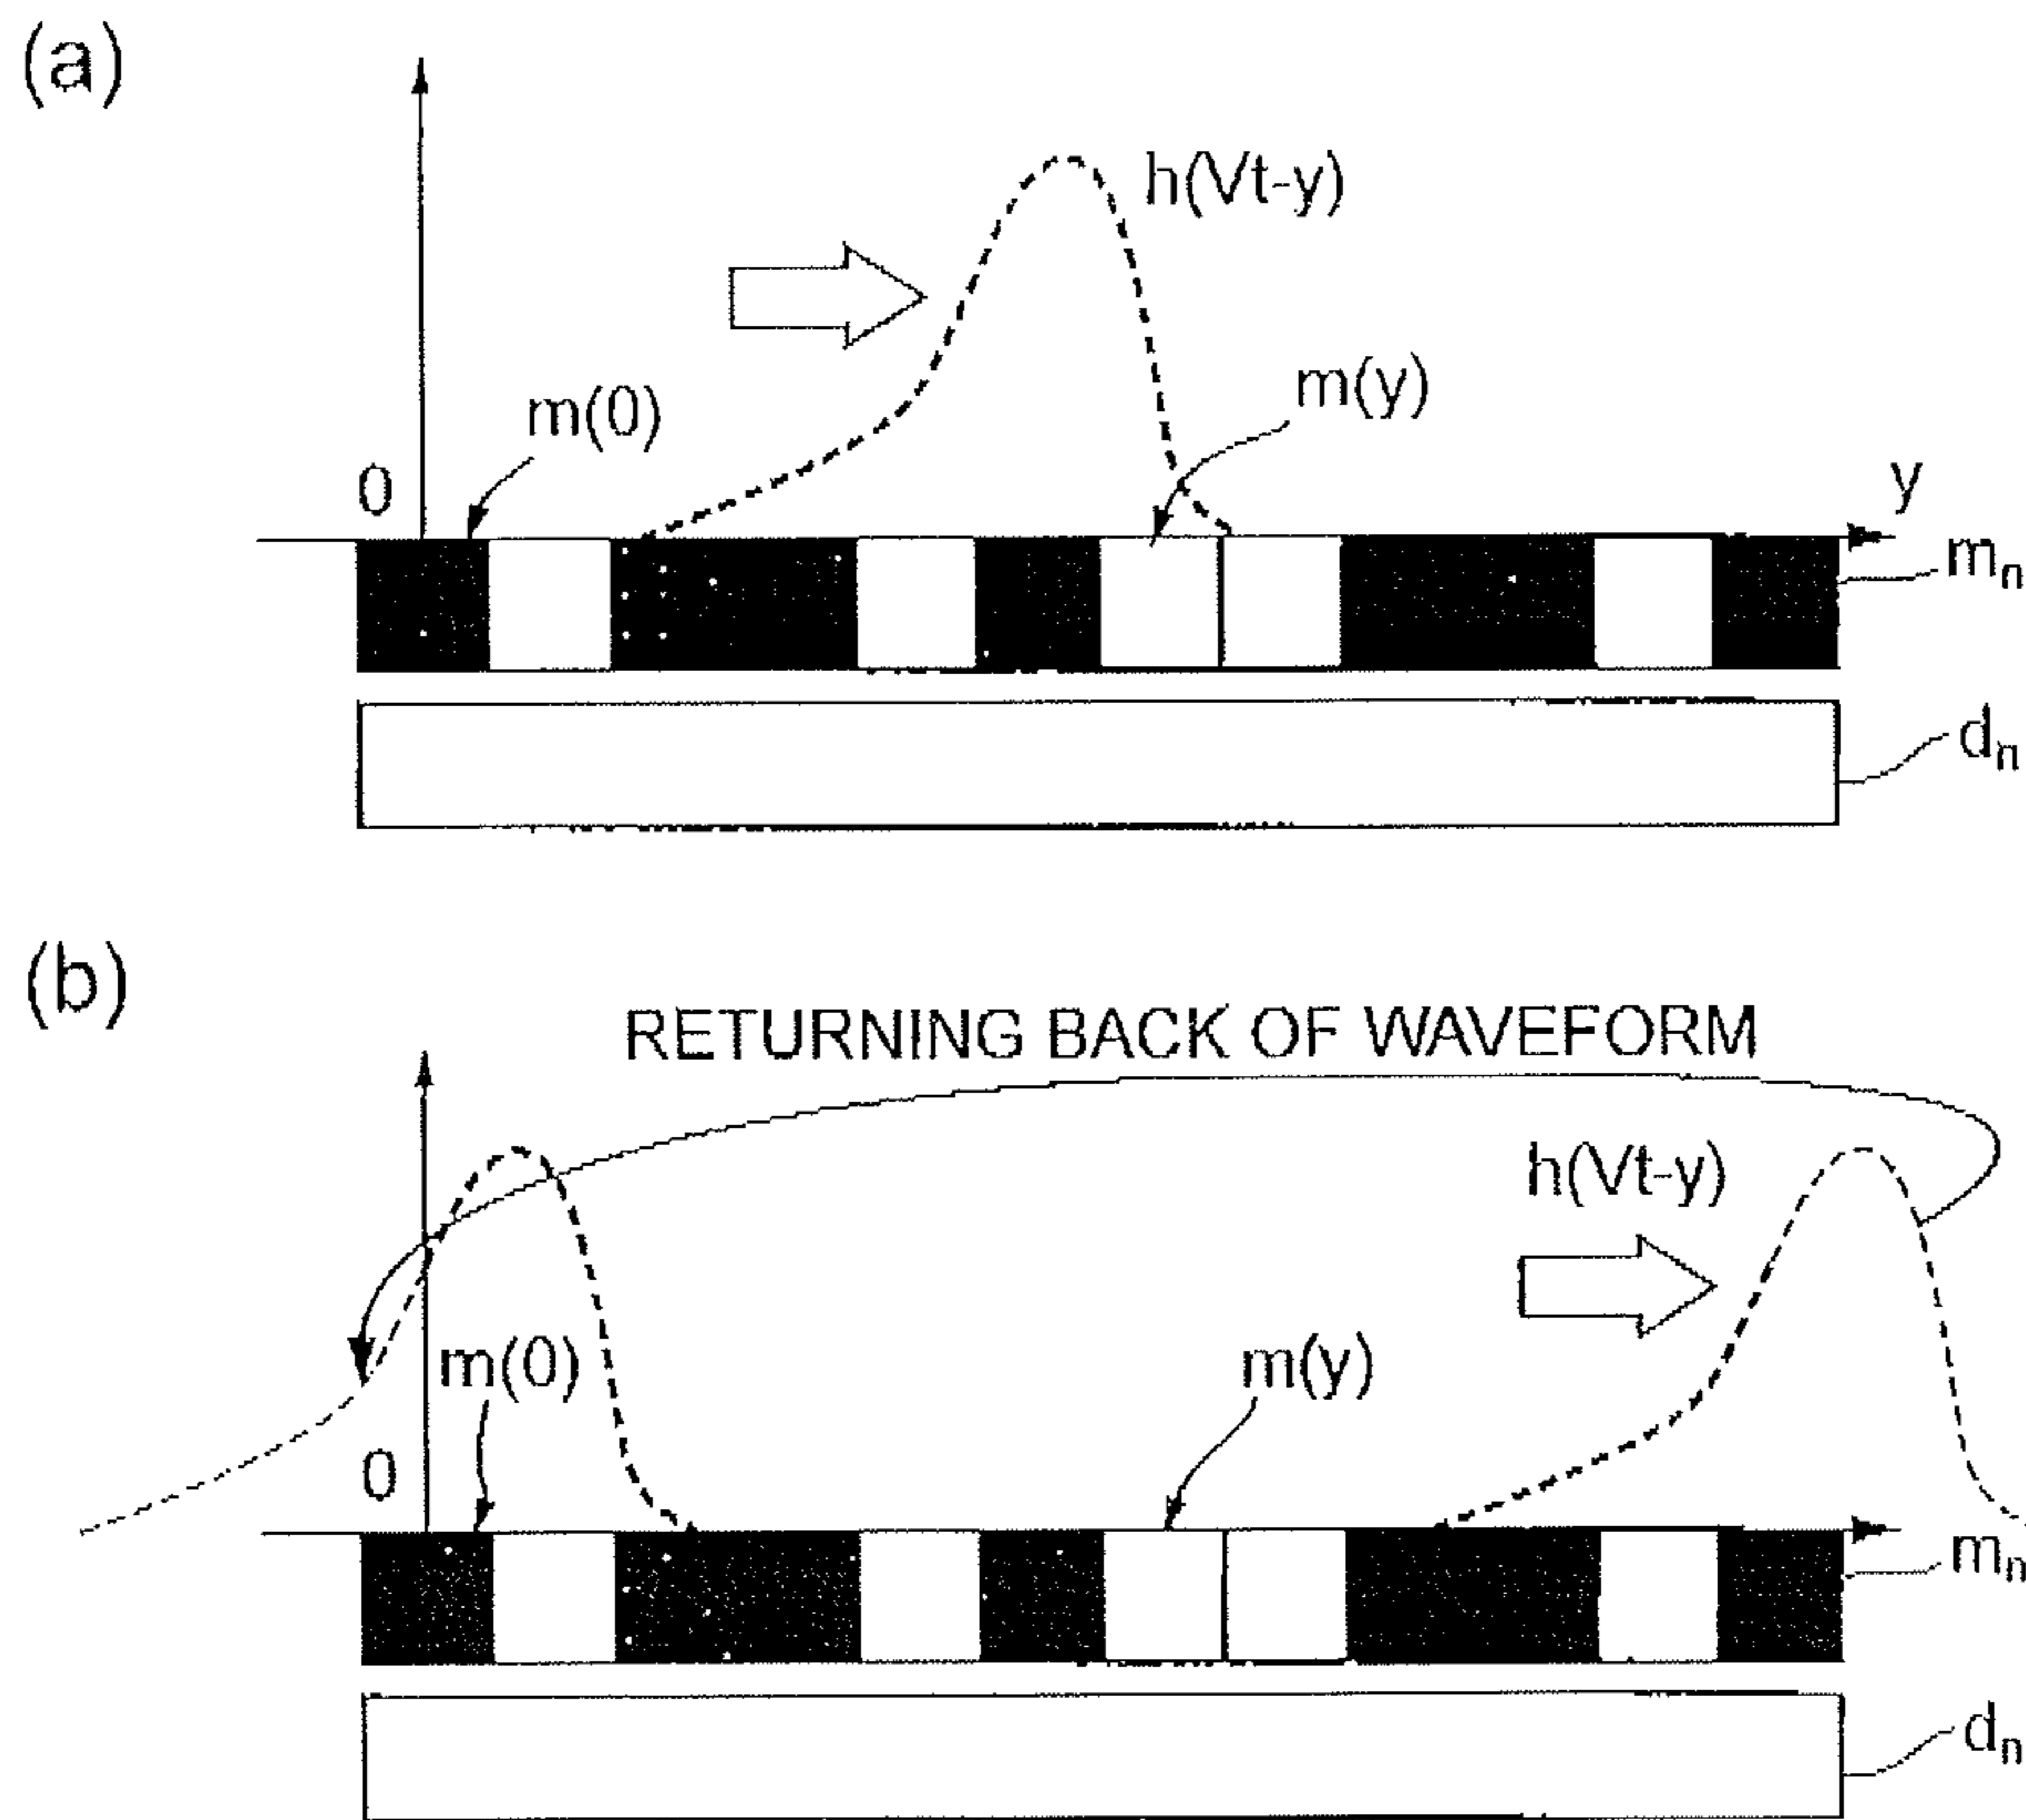 (a)
h(Vt-y)
m(y)
m(0)
0
y
mn
dn
(b)
RETURNING BACK OF WAVEFORM
h(Vt-y)
m(0)
m(y)
0
mn
dn